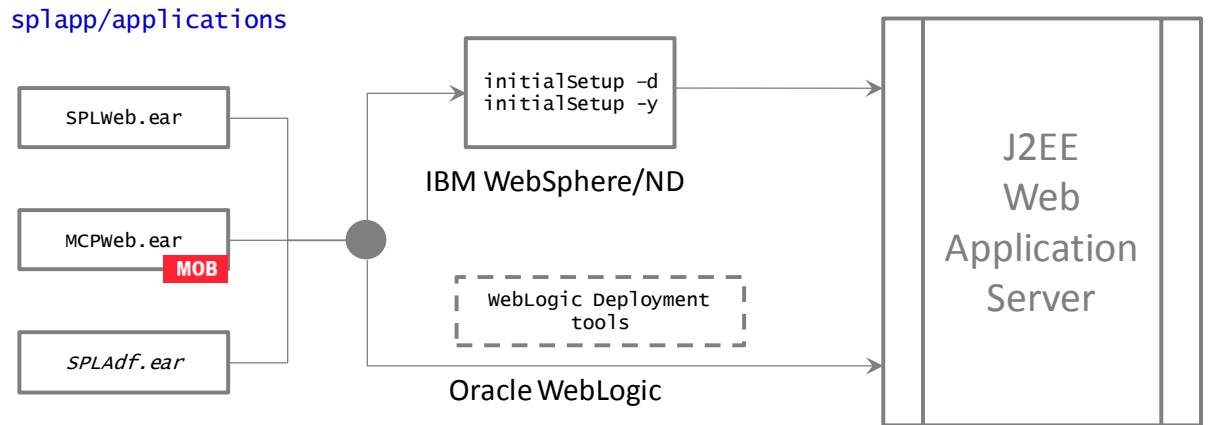 splapp/applications
SPLWeb.ear
MCPWeb.ear
MOB
SPLAdf.ear
initialSetup –d
initialSetup -y
IBM WebSphere/ND
WebLogic Deployment
tools
Oracle WebLogic
J2EE
Web
Application
Server